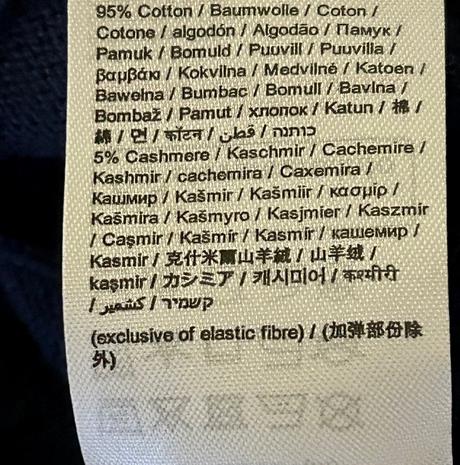 95% Cotton / Baumwolle / Coton /
Cotone / algodón / Algodão / Памук /
Pamuk / Bomuld / Puuvill / Puuvilla /
βαμβάκι / Kokvilna / Medvilnė / Katoen /
Bawełna / Bumbac / Bomull / Bavlna /
Bombaž / Pamut / хлопок / Katun / 棉 /
綿 / 면 / कॉटन / قطن / כותנה
5% Cashmere / Kaschmir / Cachemire /
Kashmir / cachemira / Caxemira /
Кашмир / Kašmir / Kašmiir / κασμίρ /
Kašmira / Kašmyro / Kasjmier / Kaszmir
/ Caşmir / Kašmír / Kasmír / кашемир /
Kasmir / 克什米爾山羊絨 / 山羊绒 /
kaşmir / カシミア / 캐시미어 / कश्मीरी
/ كشمير / קשמיר
(exclusive of elastic fibre) / (加弹部份除
外)